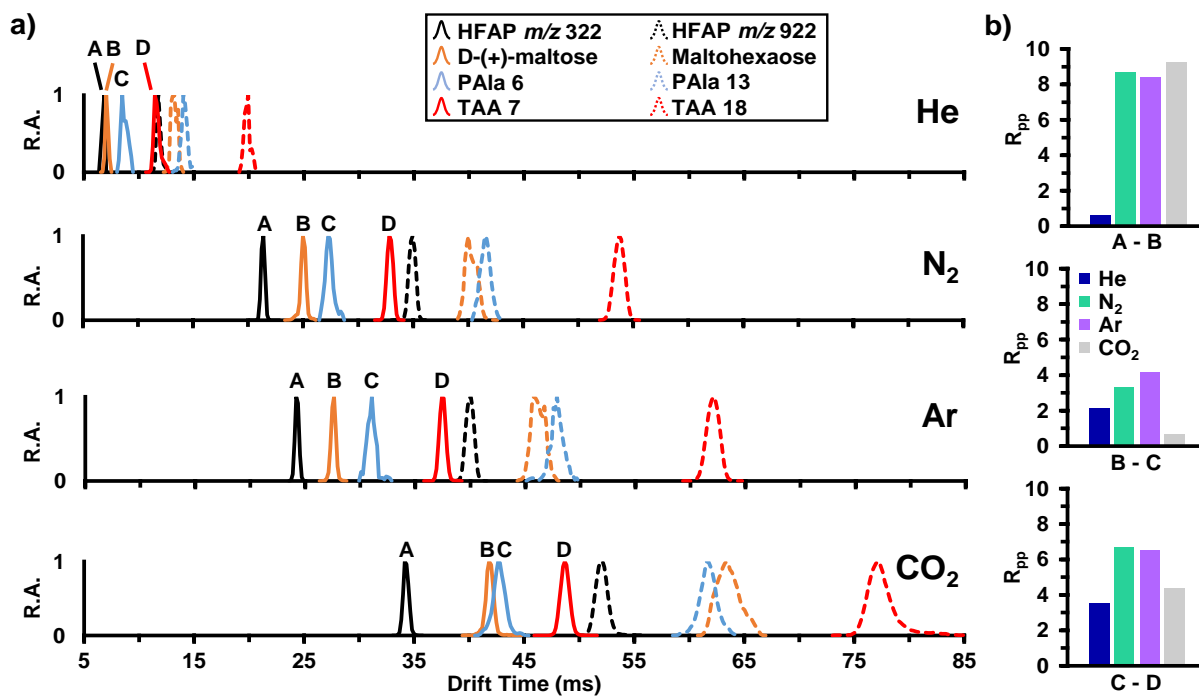 a)
HFAP m/z 322 HFAP m/z 922
D-(+)-maltose Maltohexaose
PAla 6 PAla 13
TAA 7 TAA 18
A B C D
He
1
R.A.
0
A B C D
N₂
1
R.A.
0
A B C D
Ar
1
R.A.
0
A B C D
CO₂
1
R.A.
0
5 15 25 35 45 55 65 75 85
Drift Time (ms)
b)
10
8
6
4
2
0
Rₚₚ
A - B
10
8
6
4
2
0
Rₚₚ
He
N₂
Ar
CO₂
B - C
10
8
6
4
2
0
Rₚₚ
C - D